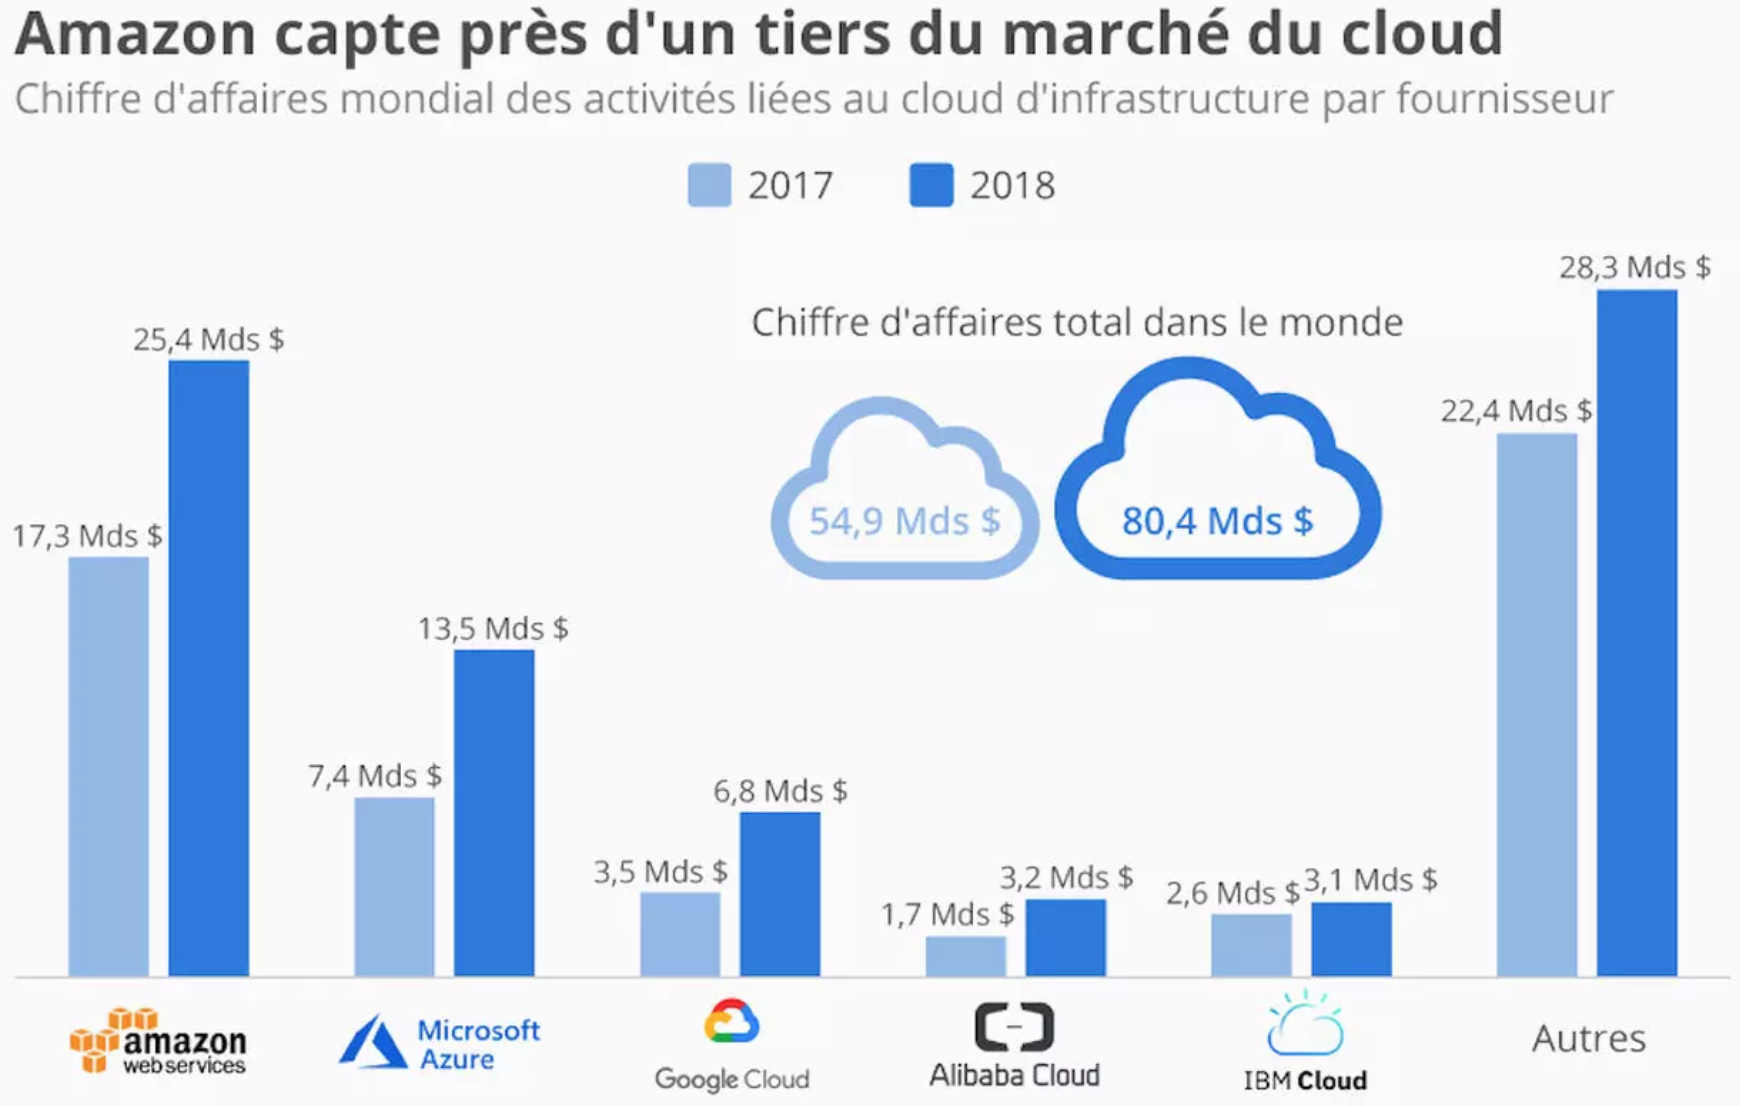 Amazon capte près d'un tiers du marché du cloud
Chiffre d'affaires mondial des activités liées au cloud d'infrastructure par fournisseur
2017
2018
Chiffre d'affaires total dans le monde
54,9 Mds $
80,4 Mds $
17,3 Mds $
25,4 Mds $
7,4 Mds $
13,5 Mds $
3,5 Mds $
6,8 Mds $
1,7 Mds $
3,2 Mds $
2,6 Mds $
3,1 Mds $
22,4 Mds $
28,3 Mds $
amazon
web services
Microsoft
Azure
Google Cloud
Alibaba Cloud
IBM Cloud
Autres